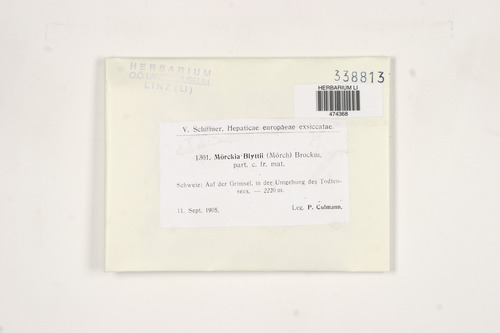 HERBARIUM
O.Ö. LANDESMUSEUM
LINZ (LI)
338813
HERBARIUM LI
474368
V. Schiffner, Hepaticae europaeae exsiccatae.
1301. Mörckia Blyttii (Mörch) Brockm.
part. c. fr. mat.
Schweiz: Auf der Grimsel, in der Umgebung des Todten-
sees. — 2220 m.
11. Sept. 1905. Leg. P. Culmann.